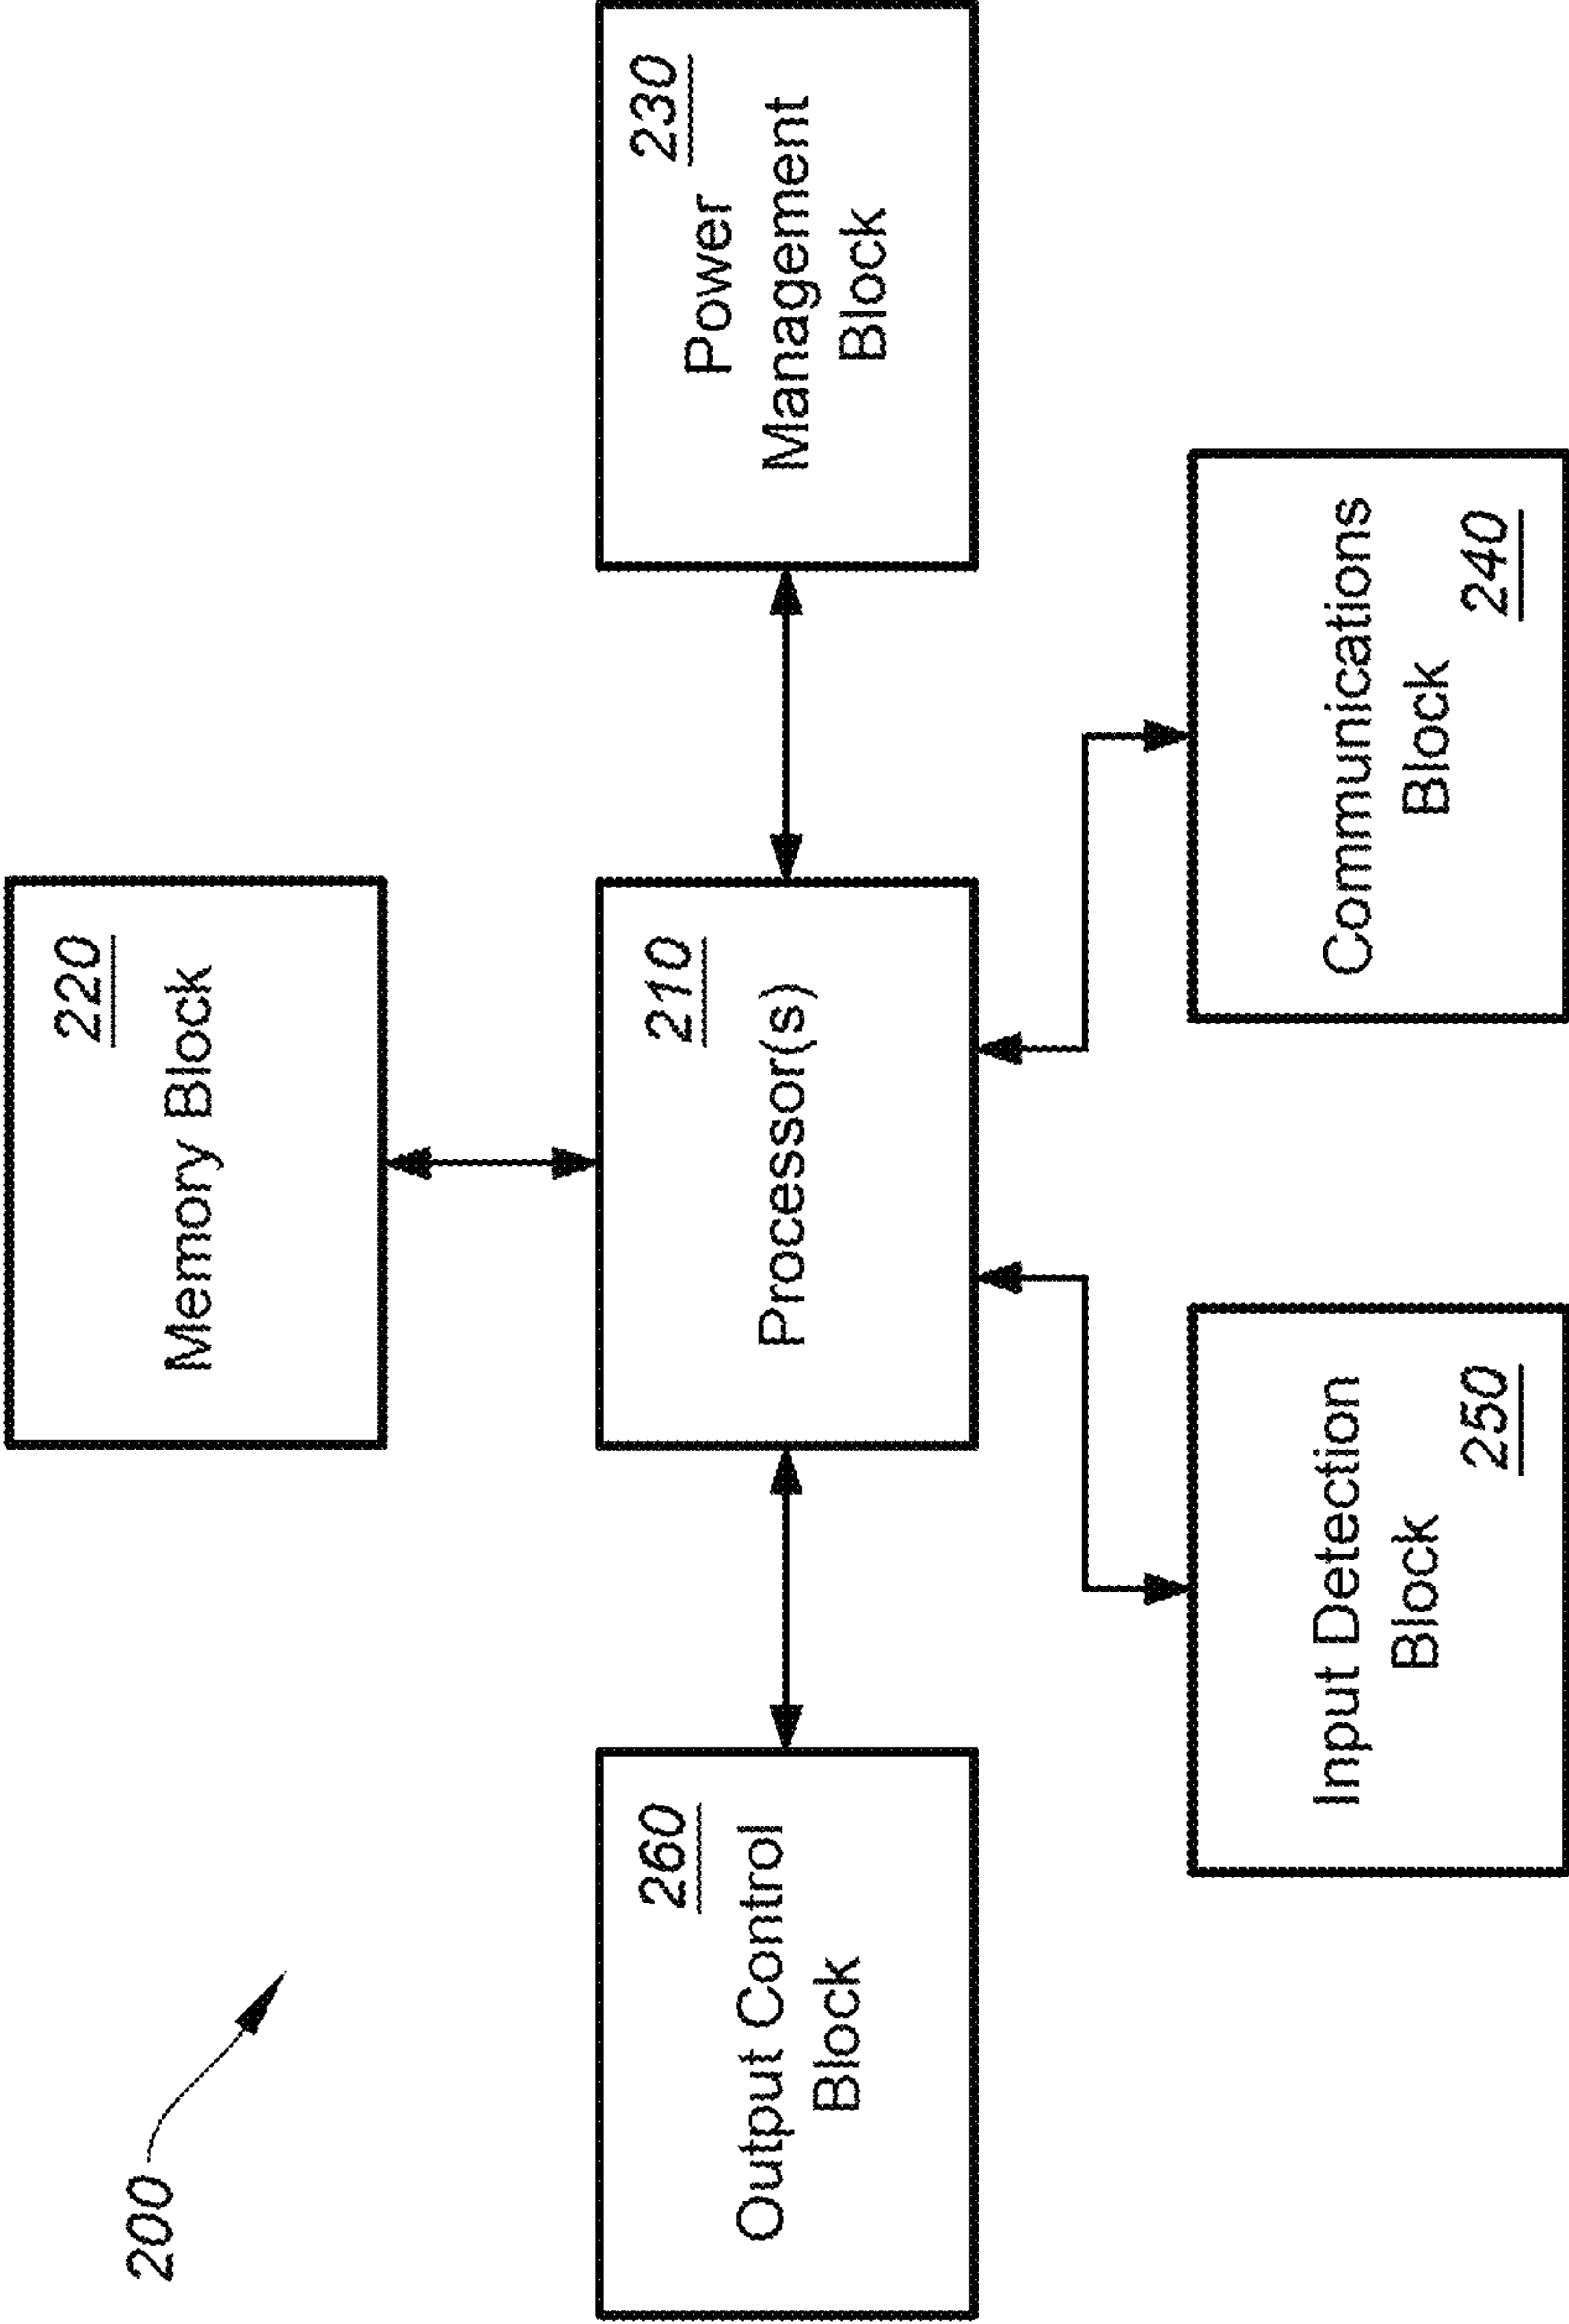 200
220
Memory Block
260
Output Control
Block
210
Processor(s)
230
Power
Management
Block
Input Detection
Block
250
Communications
Block
240